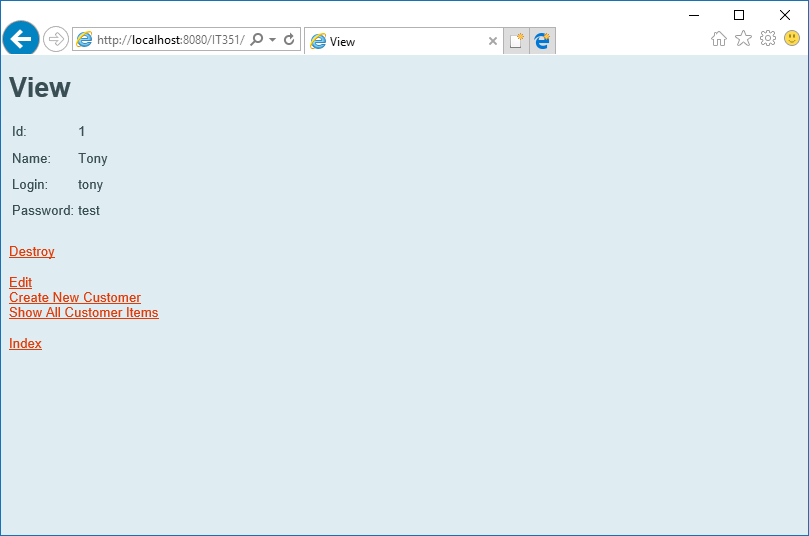 http://localhost:8080/IT351/
View
View
Id: 1
Name: Tony
Login: tony
Password: test
Destroy
Edit
Create New Customer
Show All Customer Items
Index